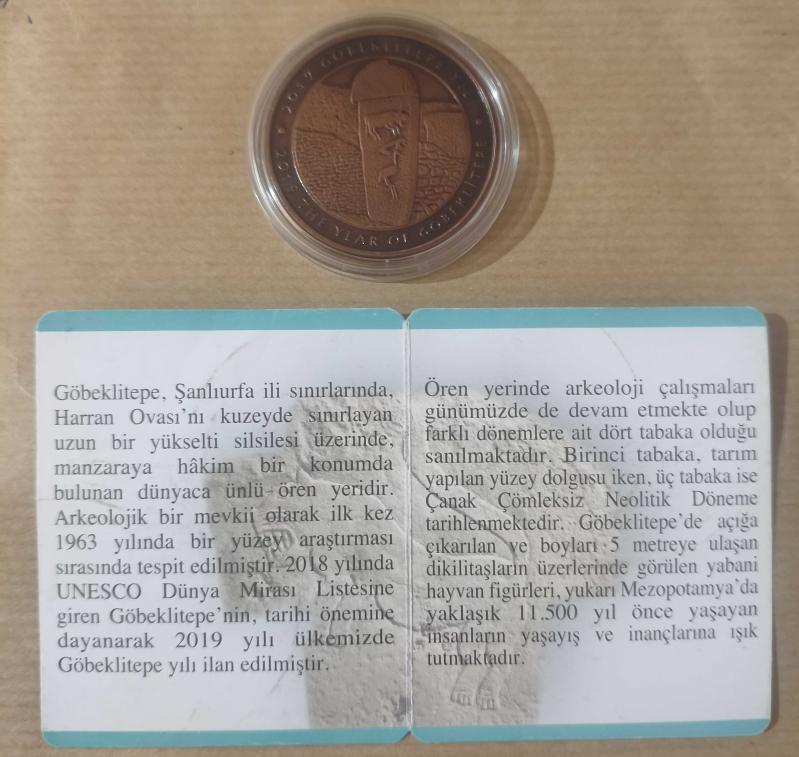 2019 GÖBEKLİTEPE YILI
2019 THE YEAR OF GÖBEKLİTEPE
Göbeklitepe, Şanlıurfa ili sınırlarında,
Harran Ovası'nı kuzeyde sınırlayan
uzun bir yükselti silsilesi üzerinde,
manzaraya hâkim bir konumda
bulunan dünyaca ünlü ören yeridir.
Arkeolojik bir mevkii olarak ilk kez
1963 yılında bir yüzey araştırması
sırasında tespit edilmiştir. 2018 yılında
UNESCO Dünya Mirası Listesine
giren Göbeklitepe'nin, tarihi önemine
dayanarak 2019 yılı ülkemizde
Göbeklitepe yılı ilan edilmiştir.
Ören yerinde arkeoloji çalışmaları
günümüzde de devam etmekte olup
farklı dönemlere ait dört tabaka olduğu
sanılmaktadır. Birinci tabaka, tarım
yapılan yüzey dolgusu iken, üç tabaka ise
Çanak Çömleksiz Neolitik Döneme
tarihlenmektedir. Göbeklitepe'de açığa
çıkarılan ve boyları 5 metreye ulaşan
dikilitaşların üzerlerinde görülen yabani
hayvan figürleri, yukarı Mezopotamya'da
yaklaşık 11.500 yıl önce yaşayan
insanların yaşayış ve inançlarına ışık
tutmaktadır.